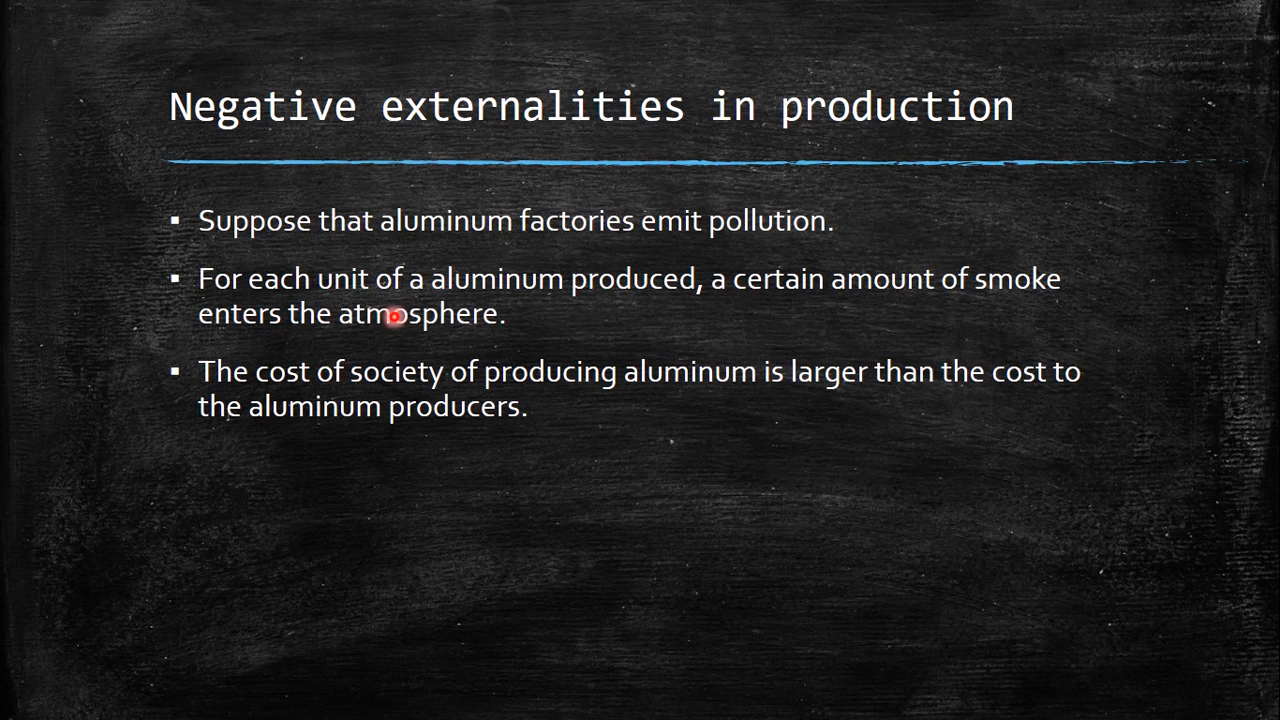 Negative externalities in production
▪ Suppose that aluminum factories emit pollution.
▪ For each unit of a aluminum produced, a certain amount of smoke
enters the atmosphere.
▪ The cost of society of producing aluminum is larger than the cost to
the aluminum producers.